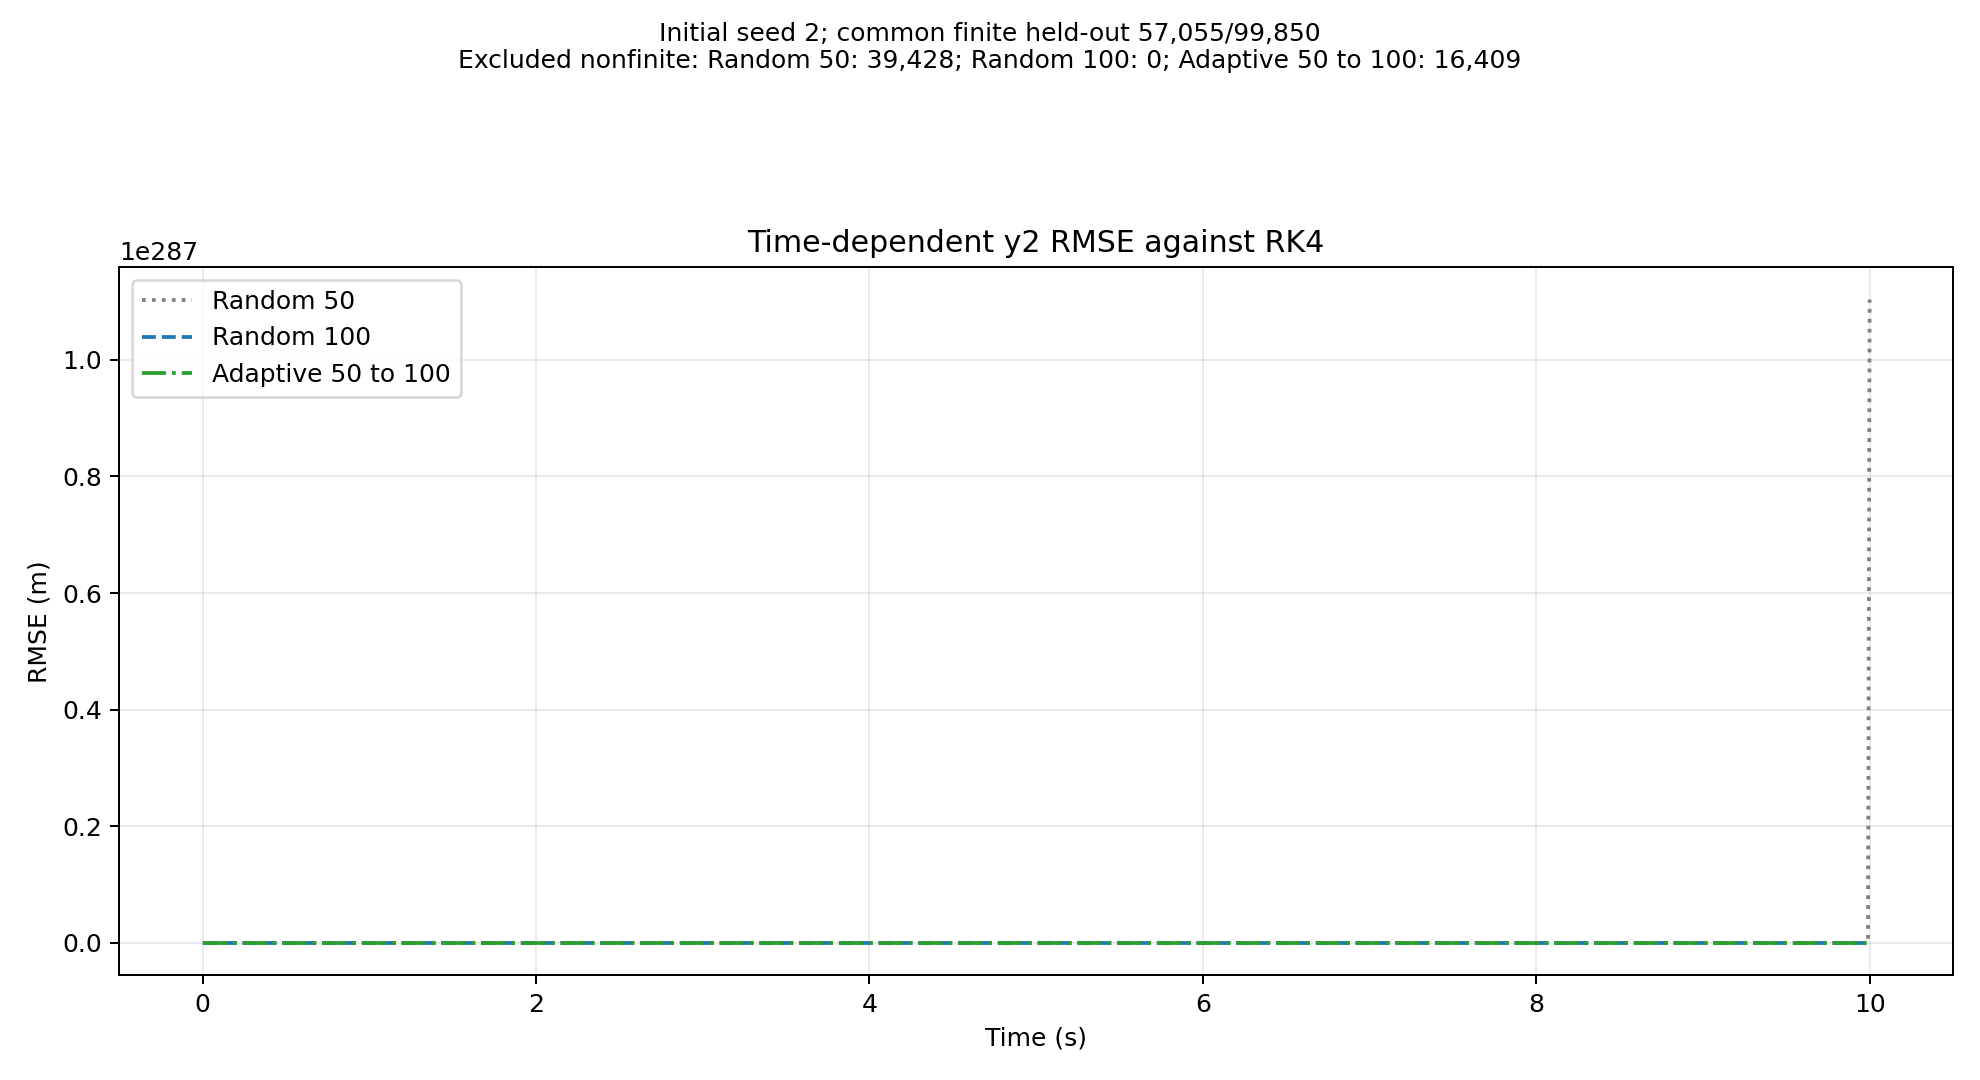 Initial seed 2; common finite held-out 57,055/99,850
Excluded nonfinite: Random 50: 39,428; Random 100: 0; Adaptive 50 to 100: 16,409
Time-dependent y2 RMSE against RK4
1e287
Random 50
Random 100
Adaptive 50 to 100
1.0
0.8
0.6
0.4
0.2
0.0
RMSE (m)
0 2 4 6 8 10
Time (s)